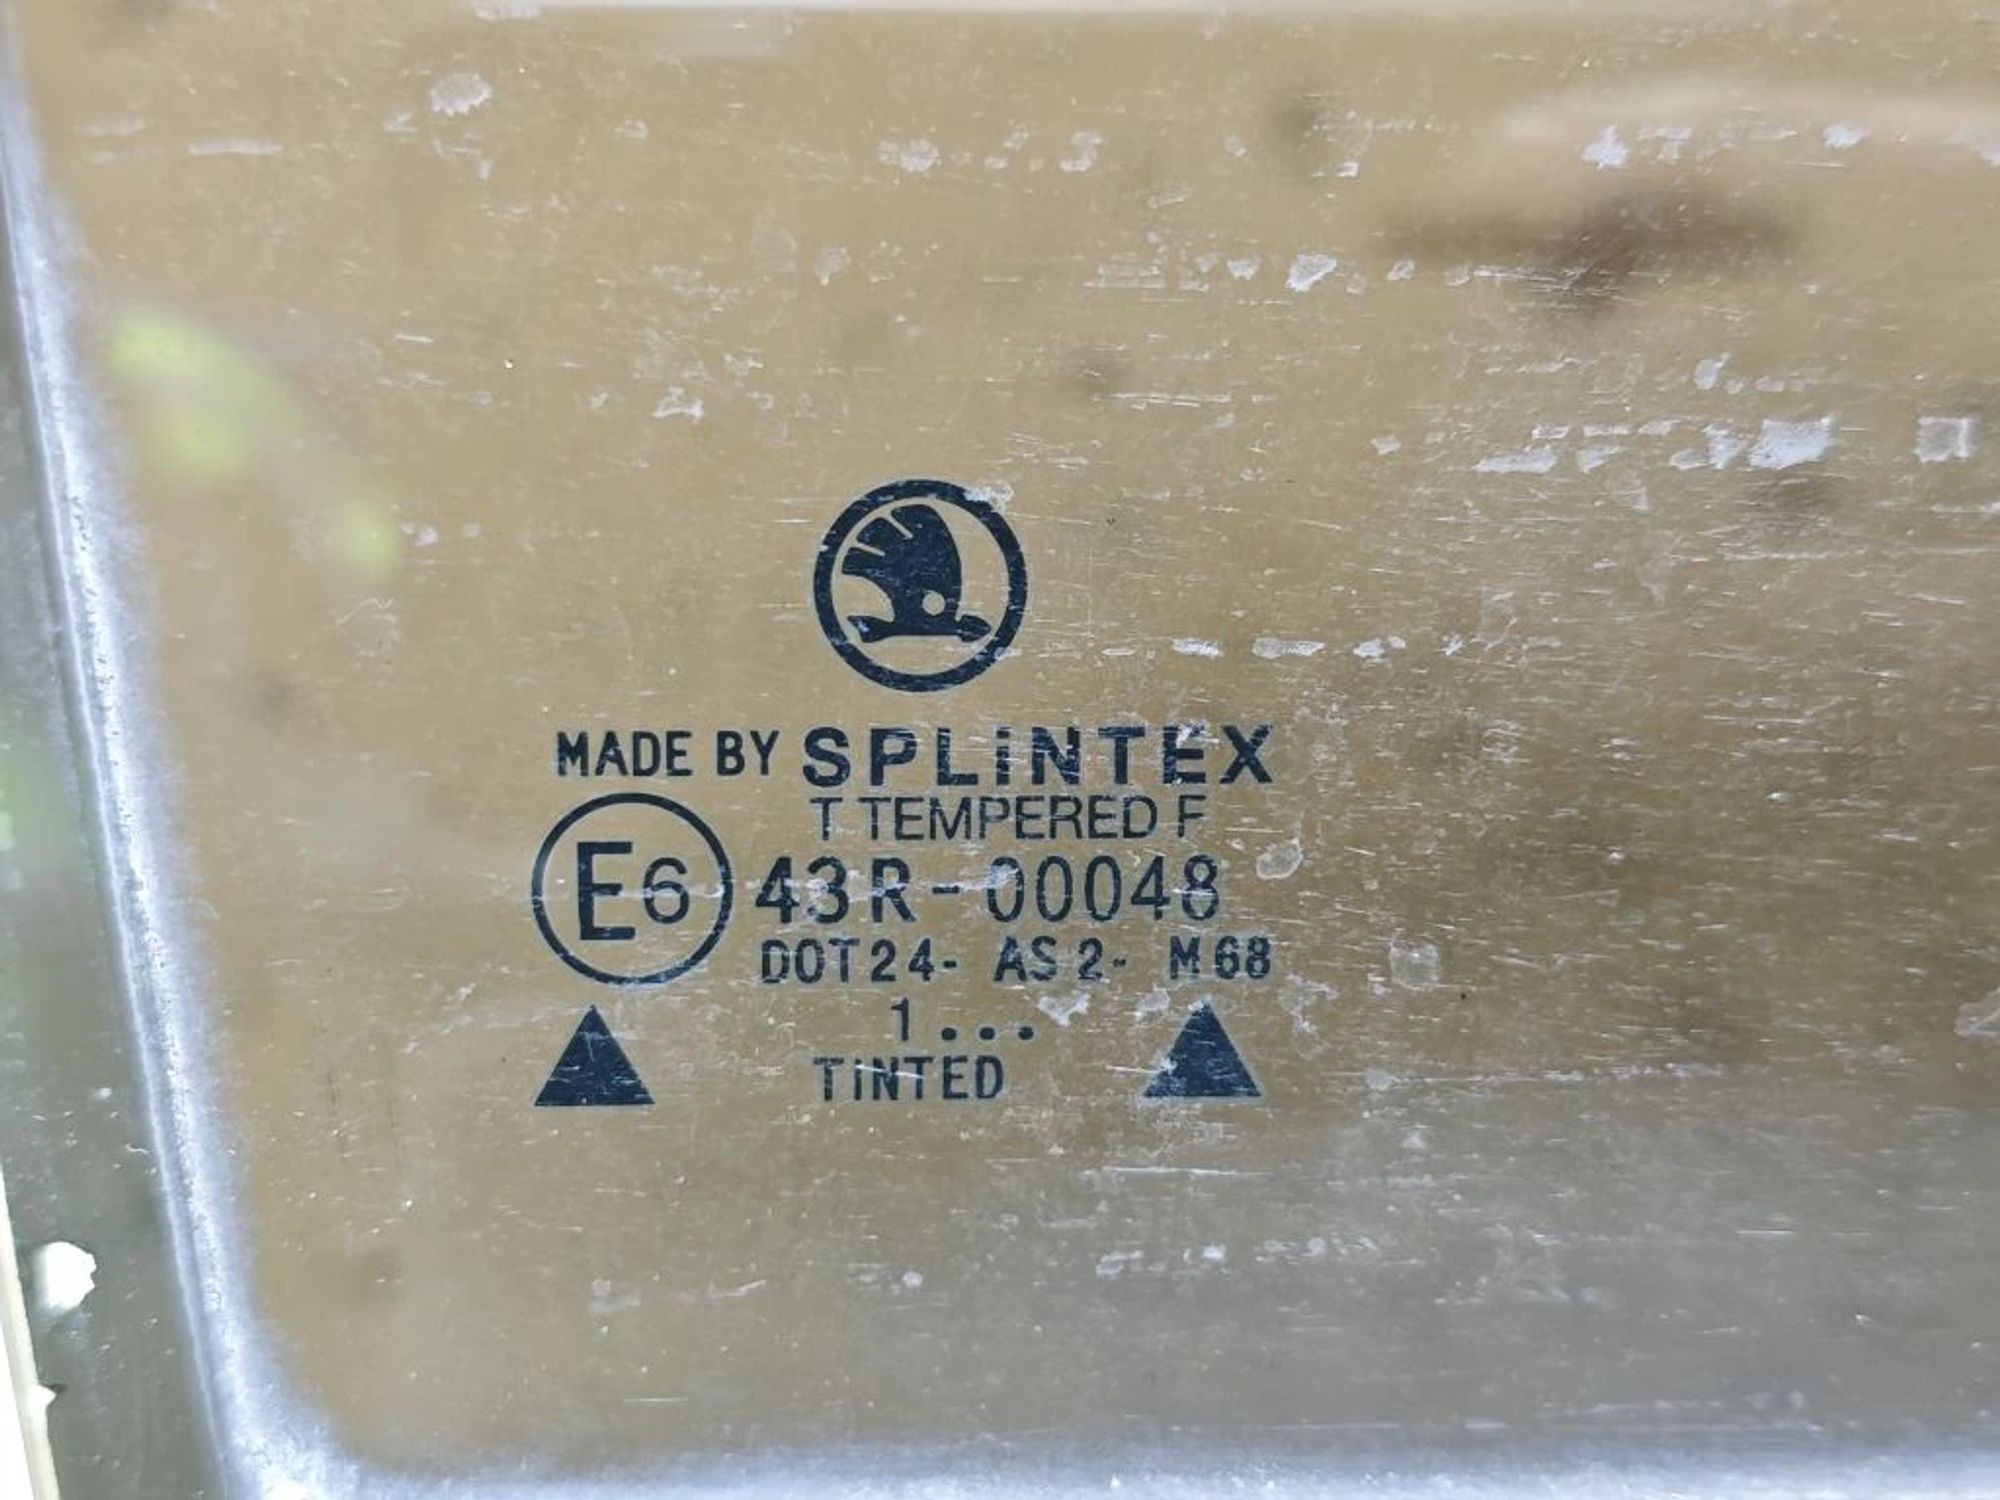 MADE BY SPLiNTEX
T TEMPERED F
E6 43R-00048
DOT24- AS2- M68
1...
TINTED